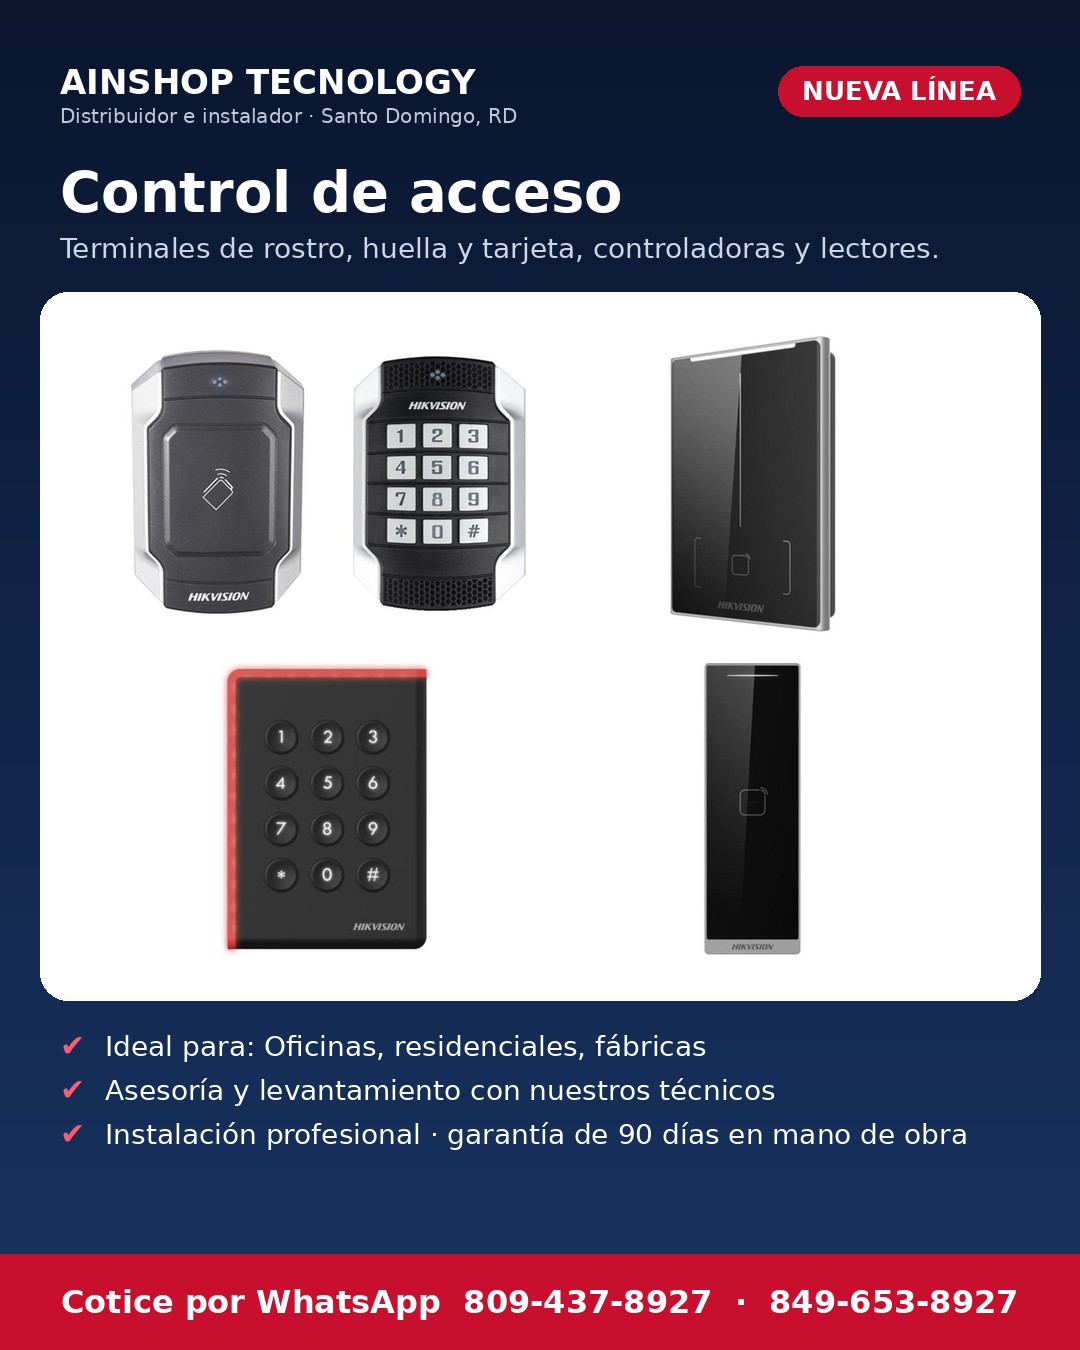 AINSHOP TECNOLOGY
Distribuidor e instalador · Santo Domingo, RD
NUEVA LÍNEA
Control de acceso
Terminales de rostro, huella y tarjeta, controladoras y lectores.
HIKVISION
HIKVISION
1 2 3
4 5 6
7 8 9
* 0 #
HIKVISION
1 2 3
4 5 6
7 8 9
* 0 #
HIKVISION
HIKVISION
✔ Ideal para: Oficinas, residenciales, fábricas
✔ Asesoría y levantamiento con nuestros técnicos
✔ Instalación profesional · garantía de 90 días en mano de obra
Cotice por WhatsApp 809-437-8927 · 849-653-8927